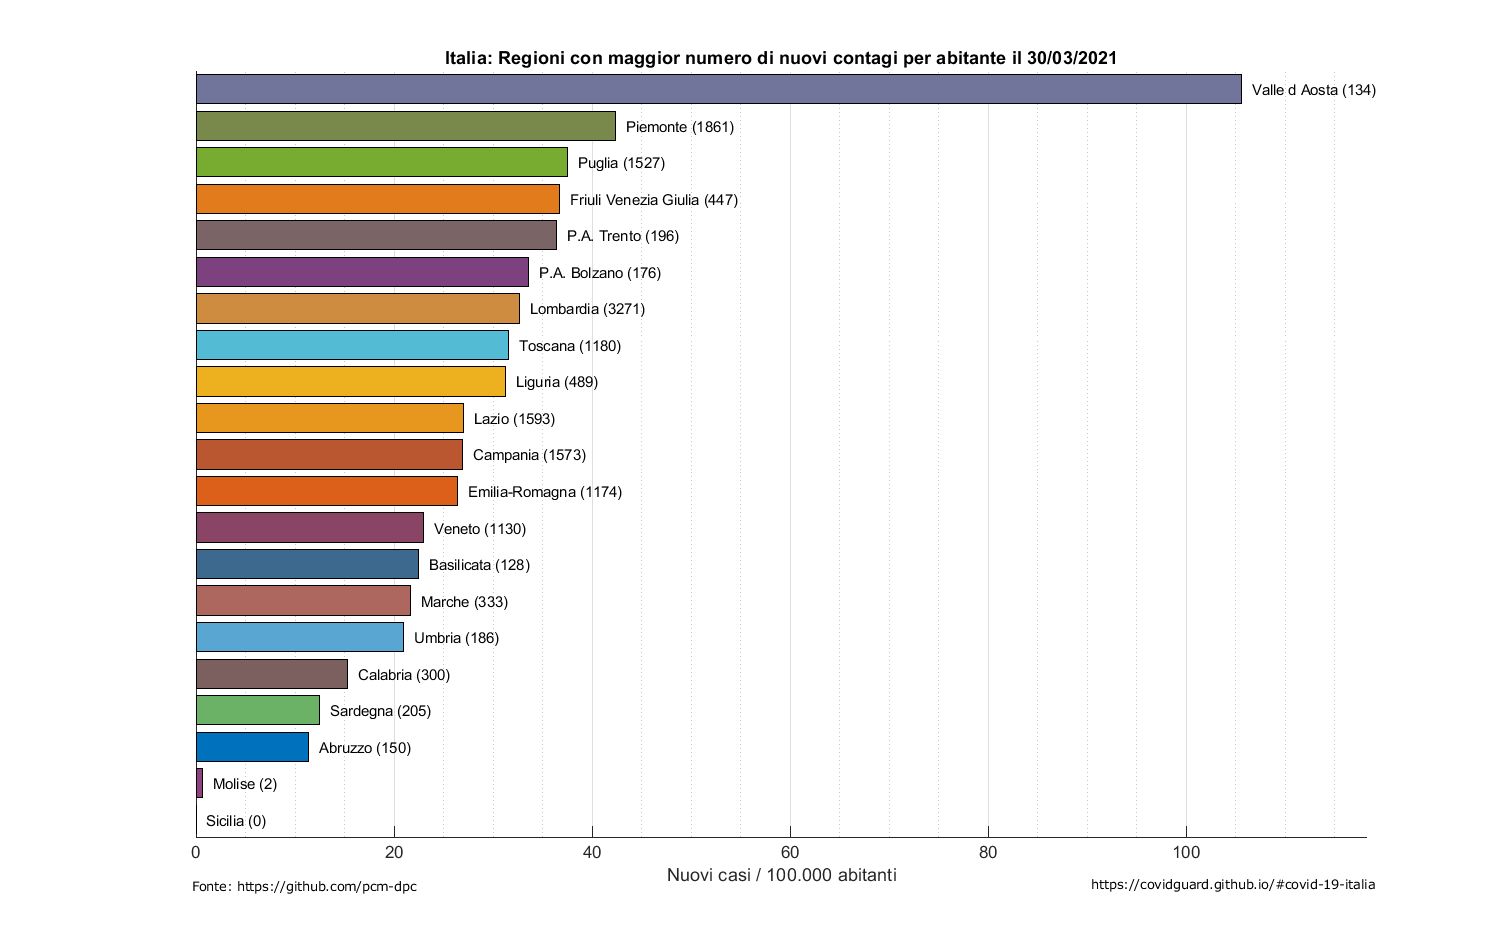 Italia: Regioni con maggior numero di nuovi contagi per abitante il 30/03/2021
Valle d Aosta (134)
Piemonte (1861)
Puglia (1527)
Friuli Venezia Giulia (447)
P.A. Trento (196)
P.A. Bolzano (176)
Lombardia (3271)
Toscana (1180)
Liguria (489)
Lazio (1593)
Campania (1573)
Emilia-Romagna (1174)
Veneto (1130)
Basilicata (128)
Marche (333)
Umbria (186)
Calabria (300)
Sardegna (205)
Abruzzo (150)
Molise (2)
Sicilia (0)
0 20 40 60 80 100
Nuovi casi / 100.000 abitanti
Fonte: https://github.com/pcm-dpc
https://covidguard.github.io/#covid-19-italia